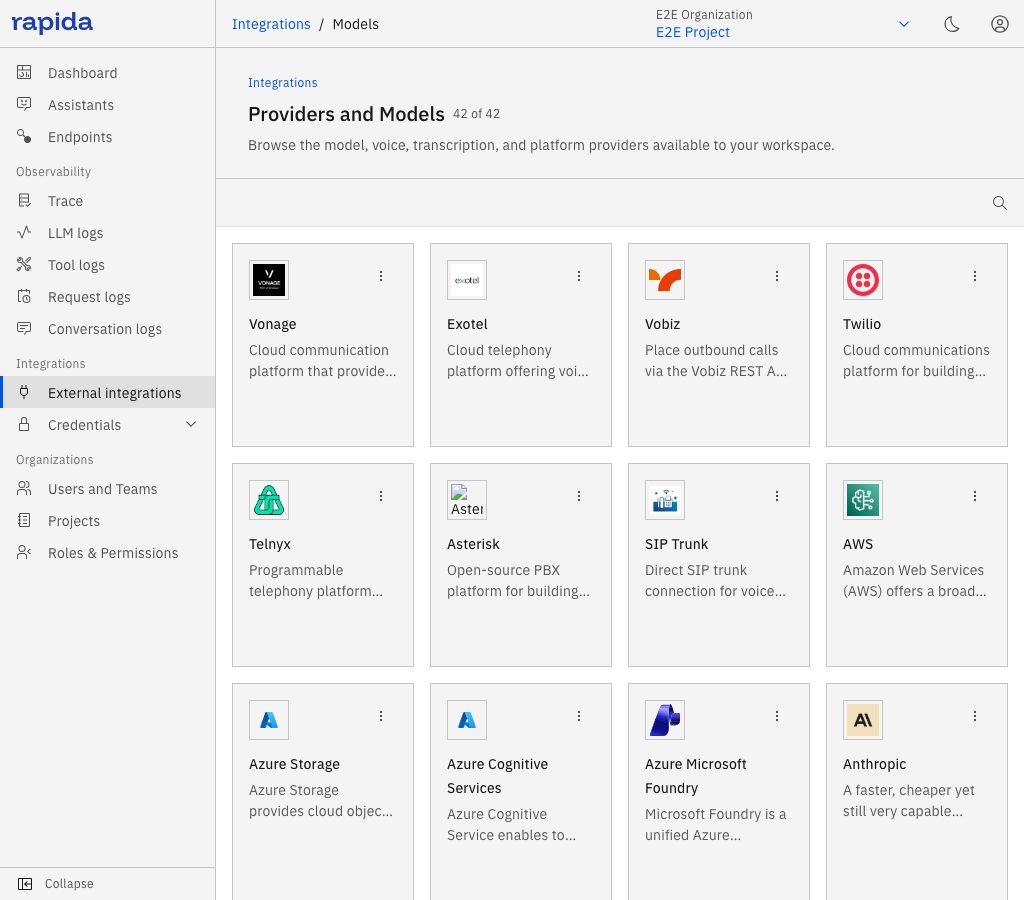 rapida
Integrations / Models
E2E Organization
E2E Project
Dashboard
Assistants
Endpoints
Observability
Trace
LLM logs
Tool logs
Request logs
Conversation logs
Integrations
External integrations
Credentials
Organizations
Users and Teams
Projects
Roles & Permissions
Collapse
Integrations
Providers and Models 42 of 42
Browse the model, voice, transcription, and platform providers available to your workspace.
VONAGE
Vonage
Cloud communication
platform that provide...
exotel
Exotel
Cloud telephony
platform offering voi...
Vobiz
Place outbound calls
via the Vobiz REST A...
Twilio
Cloud communications
platform for building...
Telnyx
Programmable
telephony platform...
Aster
Asterisk
Open-source PBX
platform for building...
SIP Trunk
Direct SIP trunk
connection for voice...
AWS
Amazon Web Services
(AWS) offers a broad...
Azure Storage
Azure Storage
provides cloud objec...
Azure Cognitive
Services
Azure Cognitive
Service enables to...
Azure Microsoft
Foundry
Microsoft Foundry is a
unified Azure...
Anthropic
A faster, cheaper yet
still very capable...